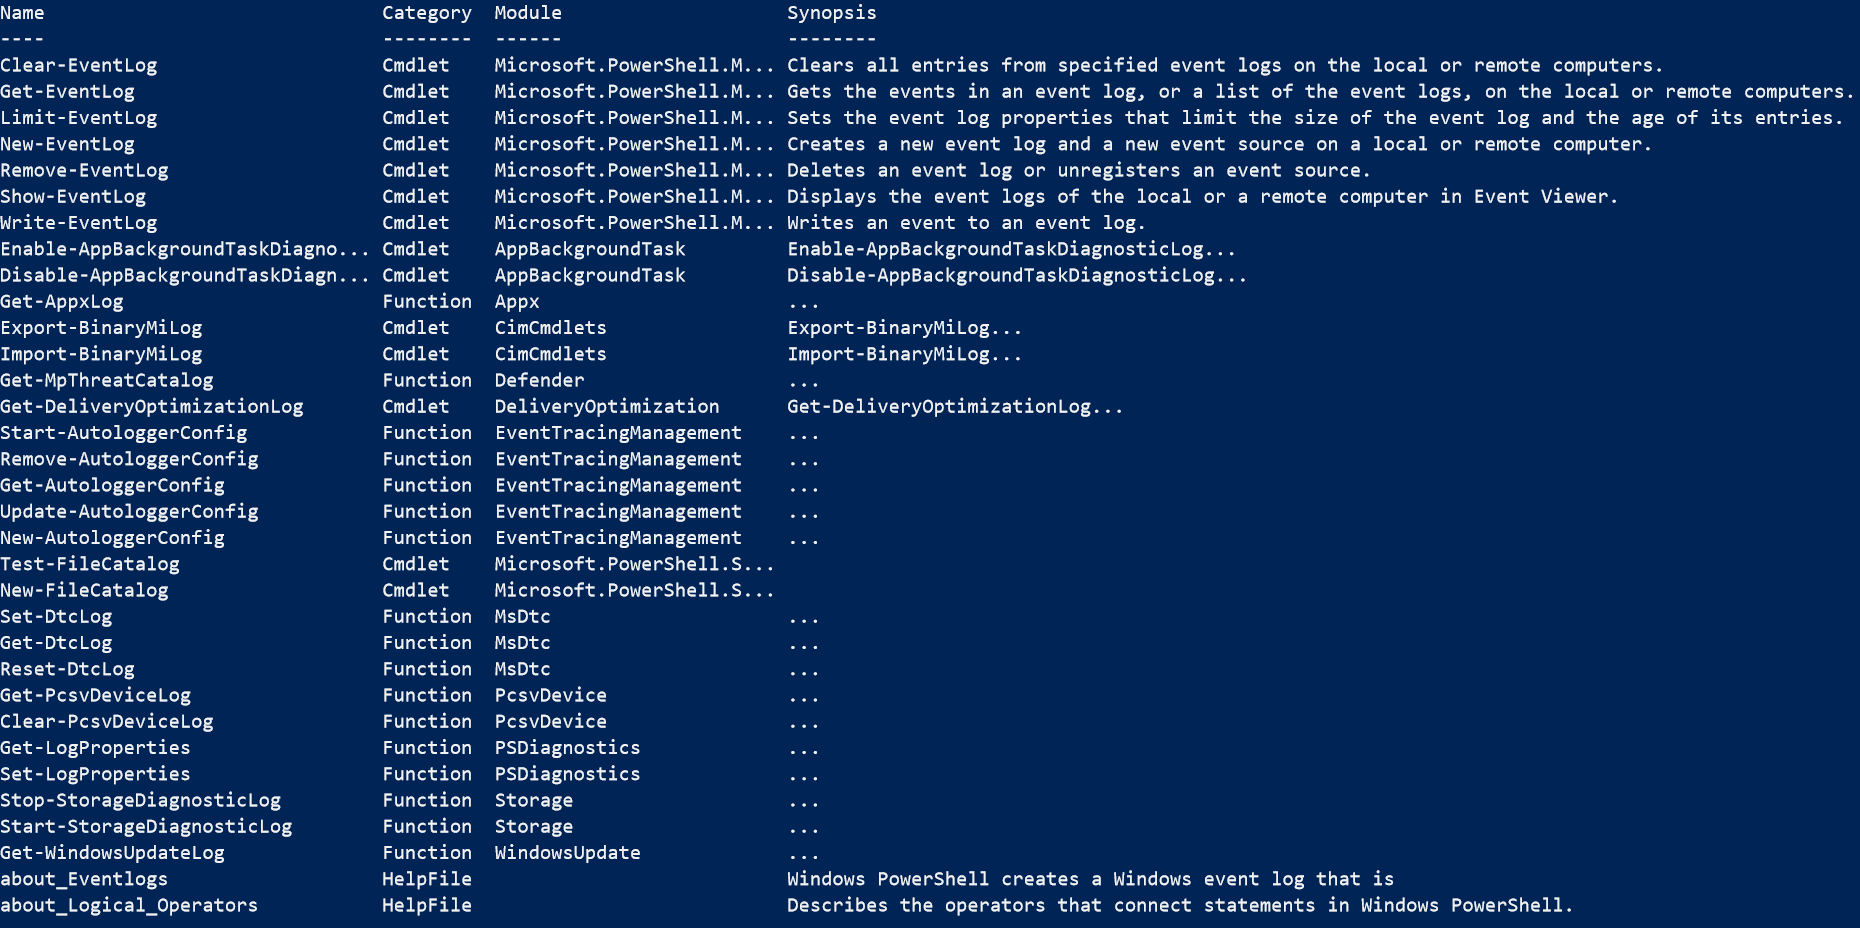 Name                              Category  Module                    Synopsis
----                              --------  ------                    --------
Clear-EventLog                    Cmdlet    Microsoft.PowerShell.M... Clears all entries from specified event logs on the local or remote computers.
Get-EventLog                      Cmdlet    Microsoft.PowerShell.M... Gets the events in an event log, or a list of the event logs, on the local or remote computers.
Limit-EventLog                    Cmdlet    Microsoft.PowerShell.M... Sets the event log properties that limit the size of the event log and the age of its entries.
New-EventLog                      Cmdlet    Microsoft.PowerShell.M... Creates a new event log and a new event source on a local or remote computer.
Remove-EventLog                   Cmdlet    Microsoft.PowerShell.M... Deletes an event log or unregisters an event source.
Show-EventLog                     Cmdlet    Microsoft.PowerShell.M... Displays the event logs of the local or a remote computer in Event Viewer.
Write-EventLog                    Cmdlet    Microsoft.PowerShell.M... Writes an event to an event log.
Enable-AppBackgroundTaskDiagno... Cmdlet    AppBackgroundTask         Enable-AppBackgroundTaskDiagnosticLog...
Disable-AppBackgroundTaskDiagn... Cmdlet    AppBackgroundTask         Disable-AppBackgroundTaskDiagnosticLog...
Get-AppxLog                       Function  Appx                      ...
Export-BinaryMiLog                Cmdlet    CimCmdlets                Export-BinaryMiLog...
Import-BinaryMiLog                Cmdlet    CimCmdlets                Import-BinaryMiLog...
Get-MpThreatCatalog               Function  Defender                  ...
Get-DeliveryOptimizationLog       Cmdlet    DeliveryOptimization      Get-DeliveryOptimizationLog...
Start-AutologgerConfig            Function  EventTracingManagement    ...
Remove-AutologgerConfig           Function  EventTracingManagement    ...
Get-AutologgerConfig              Function  EventTracingManagement    ...
Update-AutologgerConfig           Function  EventTracingManagement    ...
New-AutologgerConfig              Function  EventTracingManagement    ...
Test-FileCatalog                  Cmdlet    Microsoft.PowerShell.S...
New-FileCatalog                   Cmdlet    Microsoft.PowerShell.S...
Set-DtcLog                        Function  MsDtc                     ...
Get-DtcLog                        Function  MsDtc                     ...
Reset-DtcLog                      Function  MsDtc                     ...
Get-PcsvDeviceLog                 Function  PcsvDevice                ...
Clear-PcsvDeviceLog               Function  PcsvDevice                ...
Get-LogProperties                 Function  PSDiagnostics             ...
Set-LogProperties                 Function  PSDiagnostics             ...
Stop-StorageDiagnosticLog         Function  Storage                   ...
Start-StorageDiagnosticLog        Function  Storage                   ...
Get-WindowsUpdateLog              Function  WindowsUpdate             ...
about_Eventlogs                   HelpFile                            Windows PowerShell creates a Windows event log that is
about_Logical_Operators           HelpFile                            Describes the operators that connect statements in Windows PowerShell.